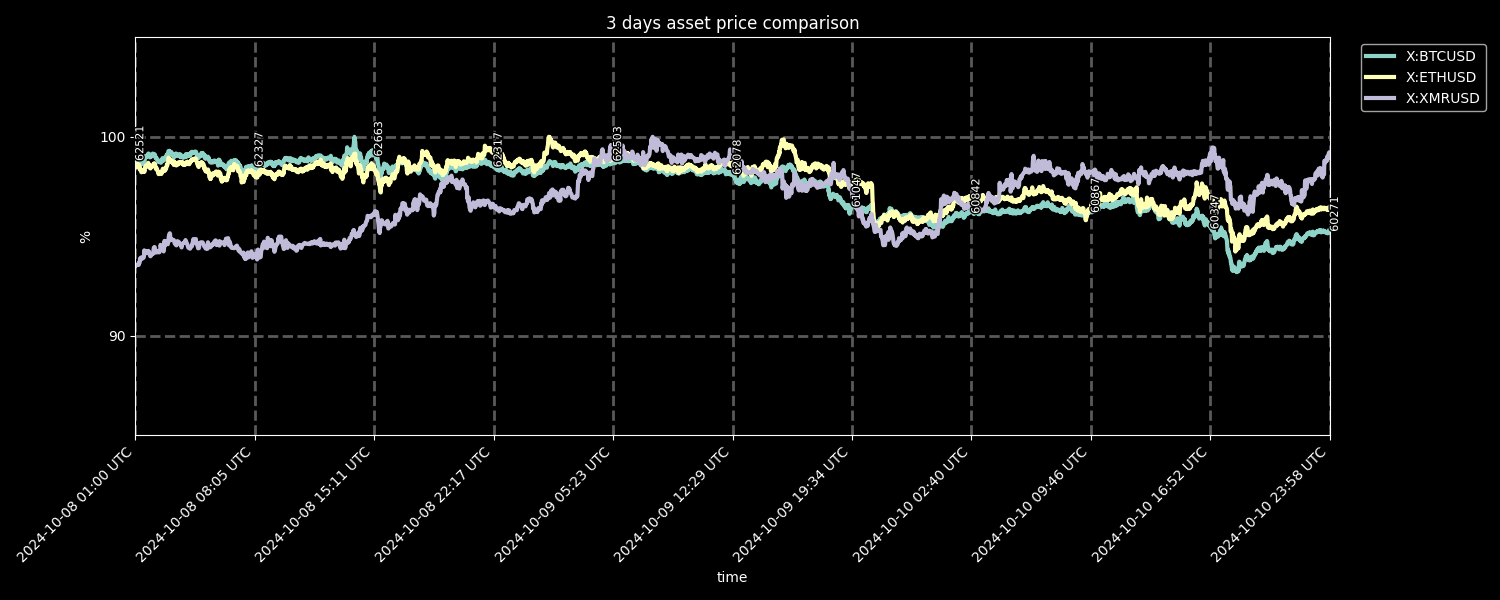 3 days asset price comparison
X:BTCUSD
X:ETHUSD
X:XMRUSD
100
90
%
62521
62327
62663
62317
62503
62078
61047
60842
60867
60347
60271
2024-10-08 01:00 UTC
2024-10-08 08:05 UTC
2024-10-08 15:11 UTC
2024-10-08 22:17 UTC
2024-10-09 05:23 UTC
2024-10-09 12:29 UTC
2024-10-09 19:34 UTC
2024-10-10 02:40 UTC
2024-10-10 09:46 UTC
2024-10-10 16:52 UTC
2024-10-10 23:58 UTC
time